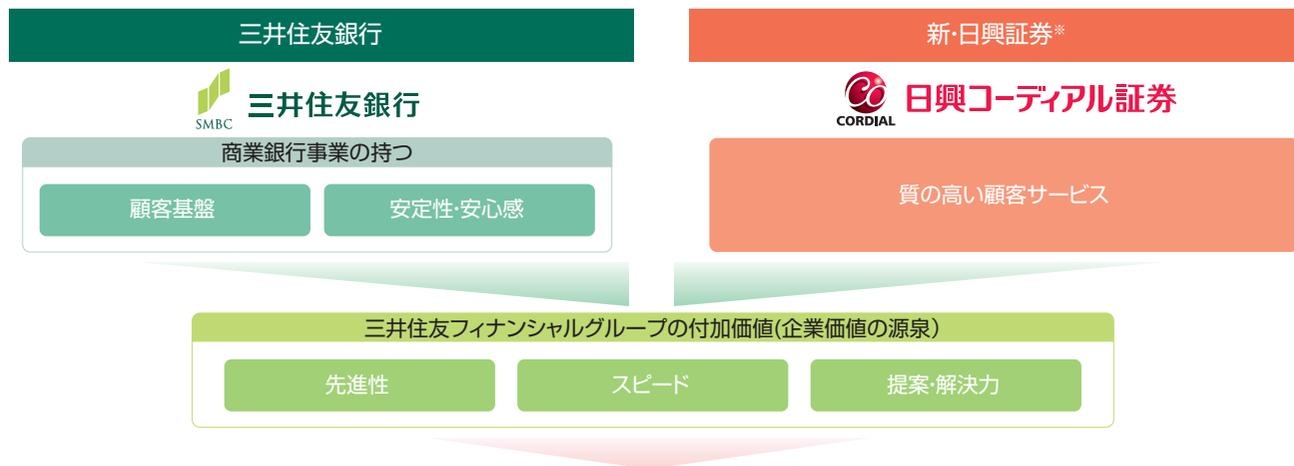 三井住友銀行
新・日興証券※
SMBC
三井住友銀行
CORDIAL
日興コーディアル証券
商業銀行事業の持つ
顧客基盤
安定性・安心感
質の高い顧客サービス
三井住友フィナンシャルグループの付加価値(企業価値の源泉）
先進性
スピード
提案・解決力